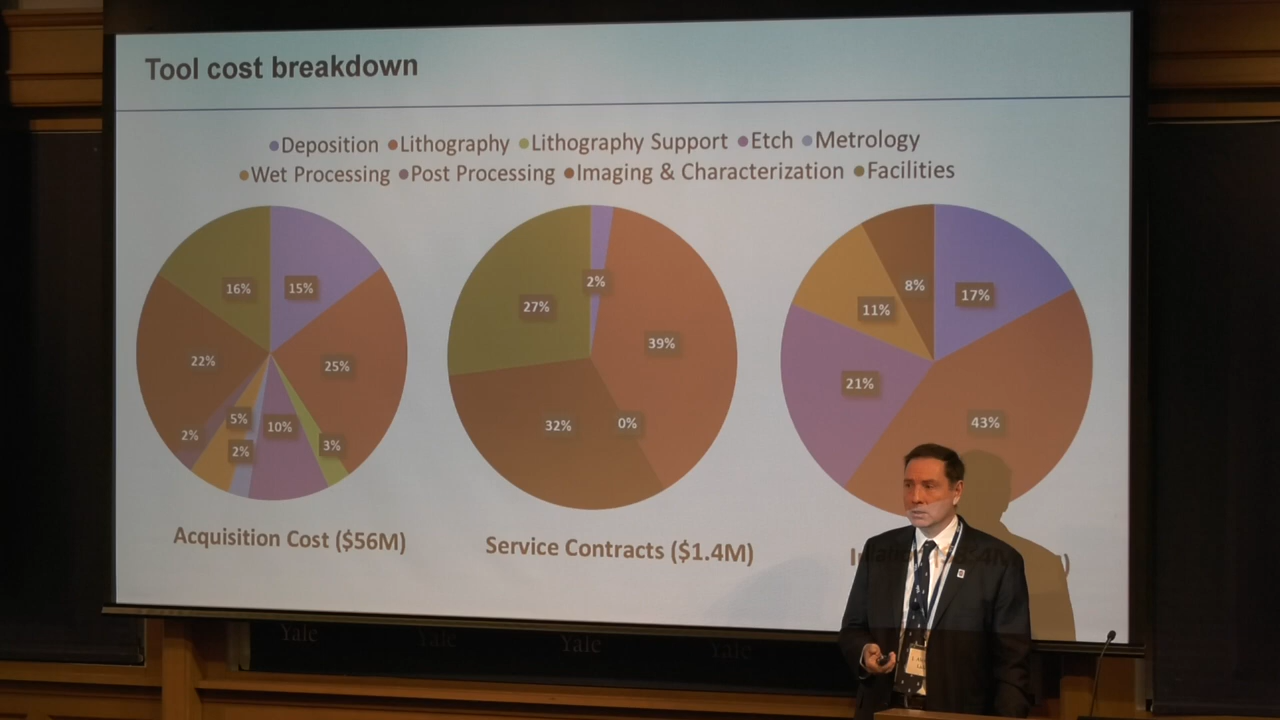 Tool cost breakdown
Deposition Lithography Lithography Support Etch Metrology
Wet Processing Post Processing Imaging & Characterization Facilities
16% 15%
22% 25%
5% 10%
2% 2% 3%
2%
27% 39%
32% 0%
8% 17%
11%
21% 43%
Acquisition Cost ($56M)
Service Contracts ($1.4M)
Yale Yale Yale Yale